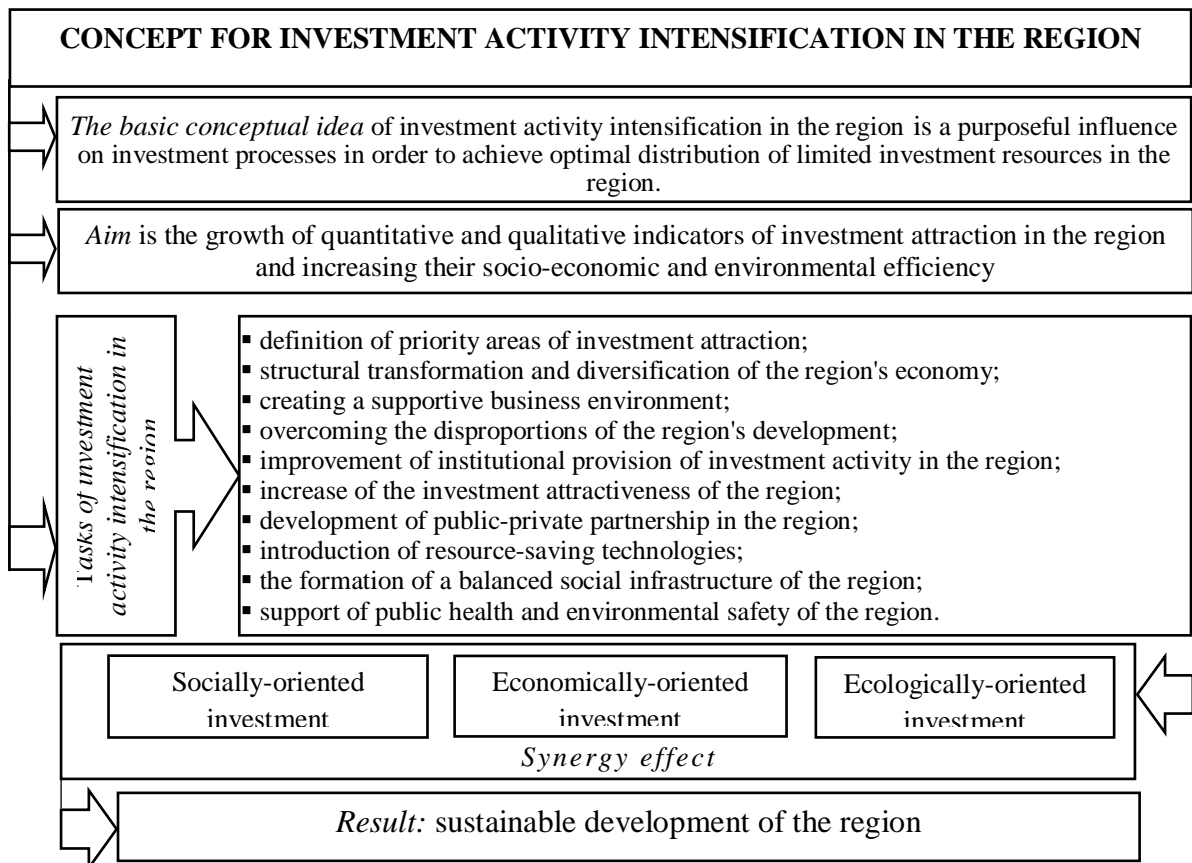 CONCEPT FOR INVESTMENT ACTIVITY INTENSIFICATION IN THE REGION
The basic conceptual idea of investment activity intensification in the region is a purposeful influence
on investment processes in order to achieve optimal distribution of limited investment resources in the
region.
Aim is the growth of quantitative and qualitative indicators of investment attraction in the region
and increasing their socio-economic and environmental efficiency
Tasks of investment
activity intensification in
the region
▪ definition of priority areas of investment attraction;
▪ structural transformation and diversification of the region's economy;
▪ creating a supportive business environment;
▪ overcoming the disproportions of the region's development;
▪ improvement of institutional provision of investment activity in the region;
▪ increase of the investment attractiveness of the region;
▪ development of public-private partnership in the region;
▪ introduction of resource-saving technologies;
▪ the formation of a balanced social infrastructure of the region;
▪ support of public health and environmental safety of the region.
Socially-oriented
investment
Economically-oriented
investment
Ecologically-oriented
investment
Synergy effect
Result: sustainable development of the region